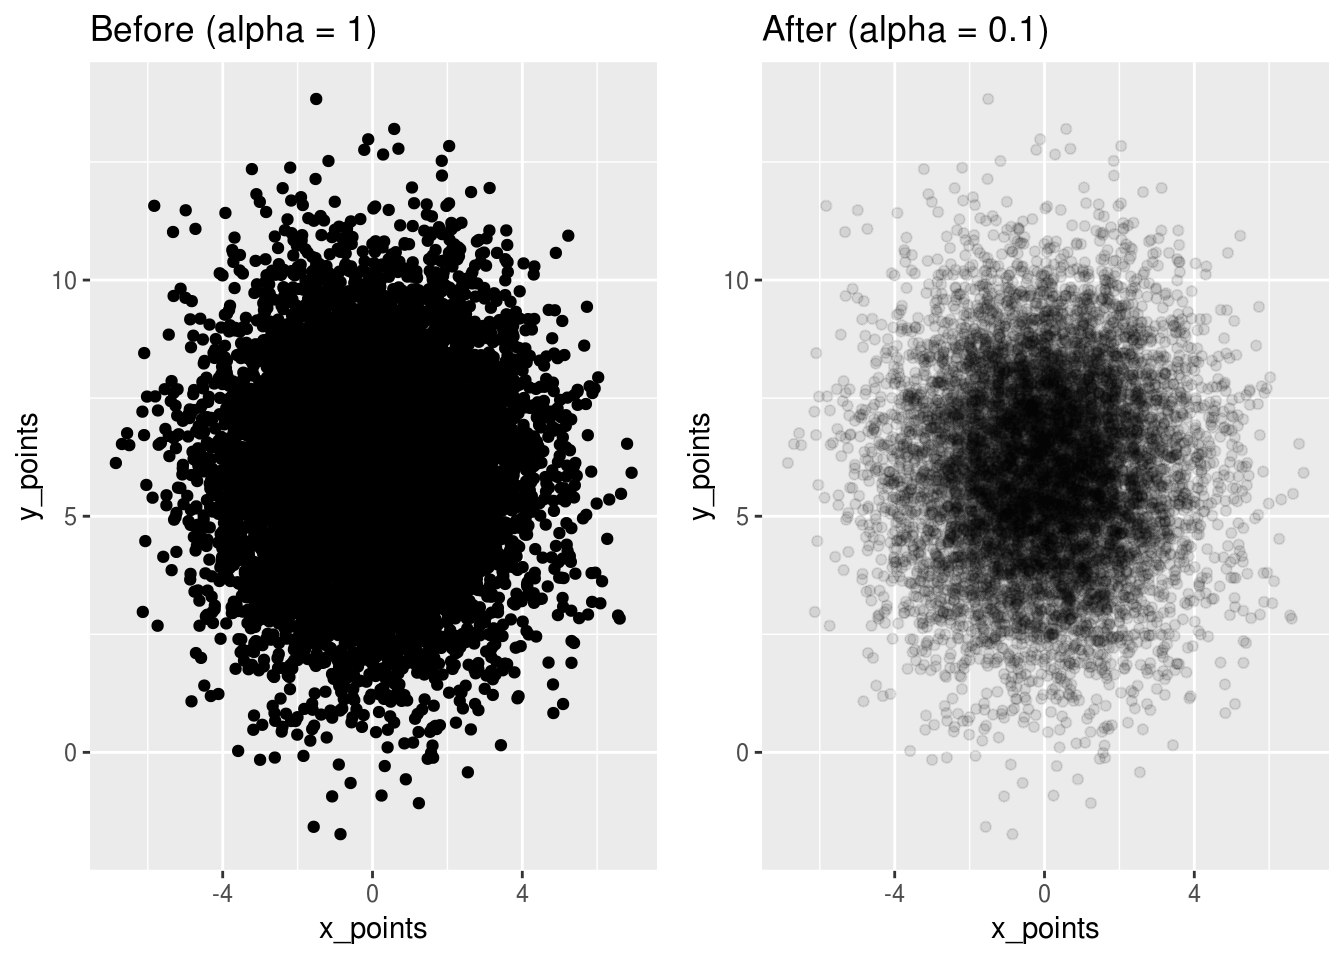 Before (alpha = 1)
y_points
10
5
0
-4 0 4
x_points
After (alpha = 0.1)
y_points
10
5
0
-4 0 4
x_points